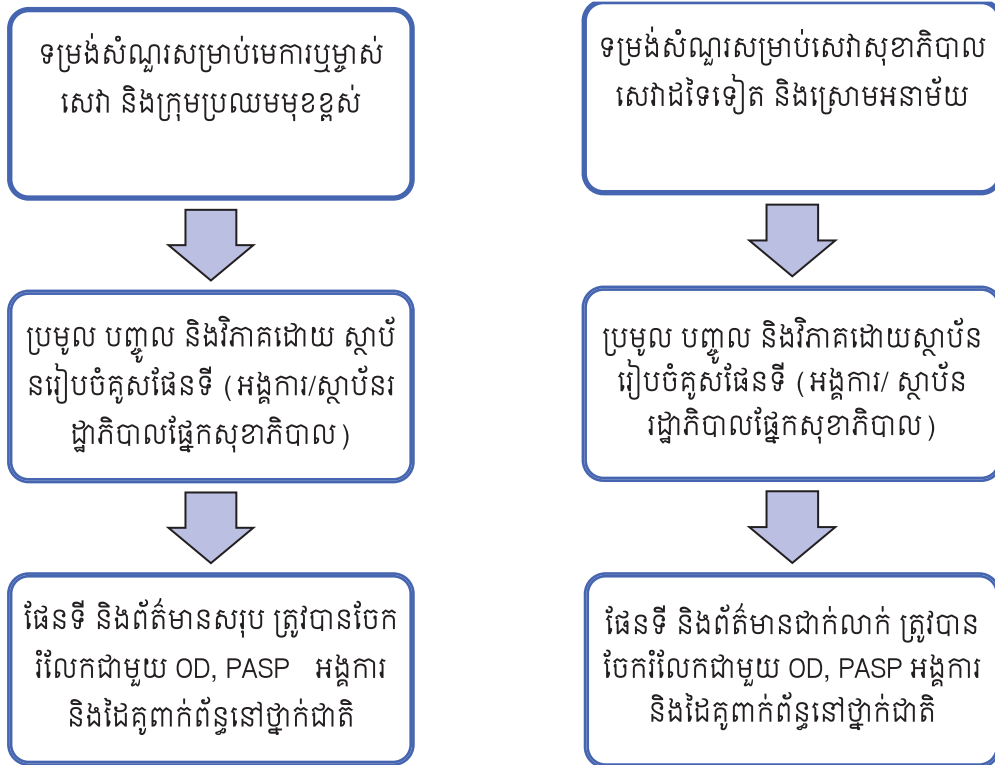 ទម្រង់សំណួរសម្រាប់មេការឬម្ចាស់
សេវា និងក្រុមប្រឈមមុខខ្ពស់
ប្រមូល បញ្ចូល និងវិភាគដោយ ស្ថាប័
នរៀបចំគូសផែនទី (អង្គការ/ស្ថាប័នរ
ដ្ឋាភិបាលផ្នែកសុខាភិបាល)
ផែនទី និងព័ត៌មានសរុប ត្រូវបានចែក
រំលែកជាមួយ OD, PASP អង្គការ
និងដៃគូពាក់ព័ន្ធនៅថ្នាក់ជាតិ
ទម្រង់សំណួរសម្រាប់សេវាសុខាភិបាល
សេវាដទៃទៀត និងស្រោមអនាម័យ
ប្រមូល បញ្ចូល និងវិភាគដោយស្ថាប័ន
រៀបចំគូសផែនទី (អង្គការ/ ស្ថាប័ន
រដ្ឋាភិបាលផ្នែកសុខាភិបាល)
ផែនទី និងព័ត៌មានជាក់លាក់ ត្រូវបាន
ចែករំលែកជាមួយ OD, PASP អង្គការ
និងដៃគូពាក់ព័ន្ធនៅថ្នាក់ជាតិ